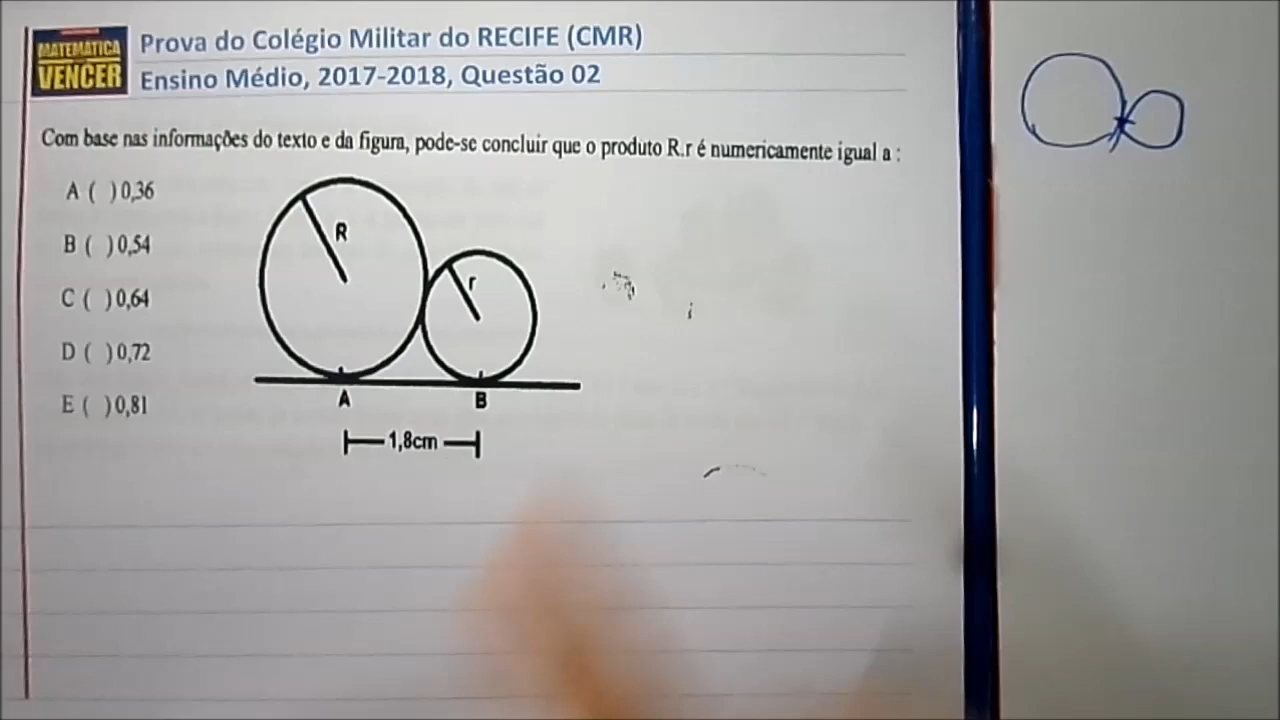 MATEMÁTICA
VENCER
Prova do Colégio Militar do RECIFE (CMR)
Ensino Médio, 2017-2018, Questão 02
Com base nas informações do texto e da figura, pode-se concluir que o produto R.r é numericamente igual a :
A ( ) 0,36
B ( ) 0,54
C ( ) 0,64
D ( ) 0,72
E ( ) 0,81
R
r
A
B
1,8cm